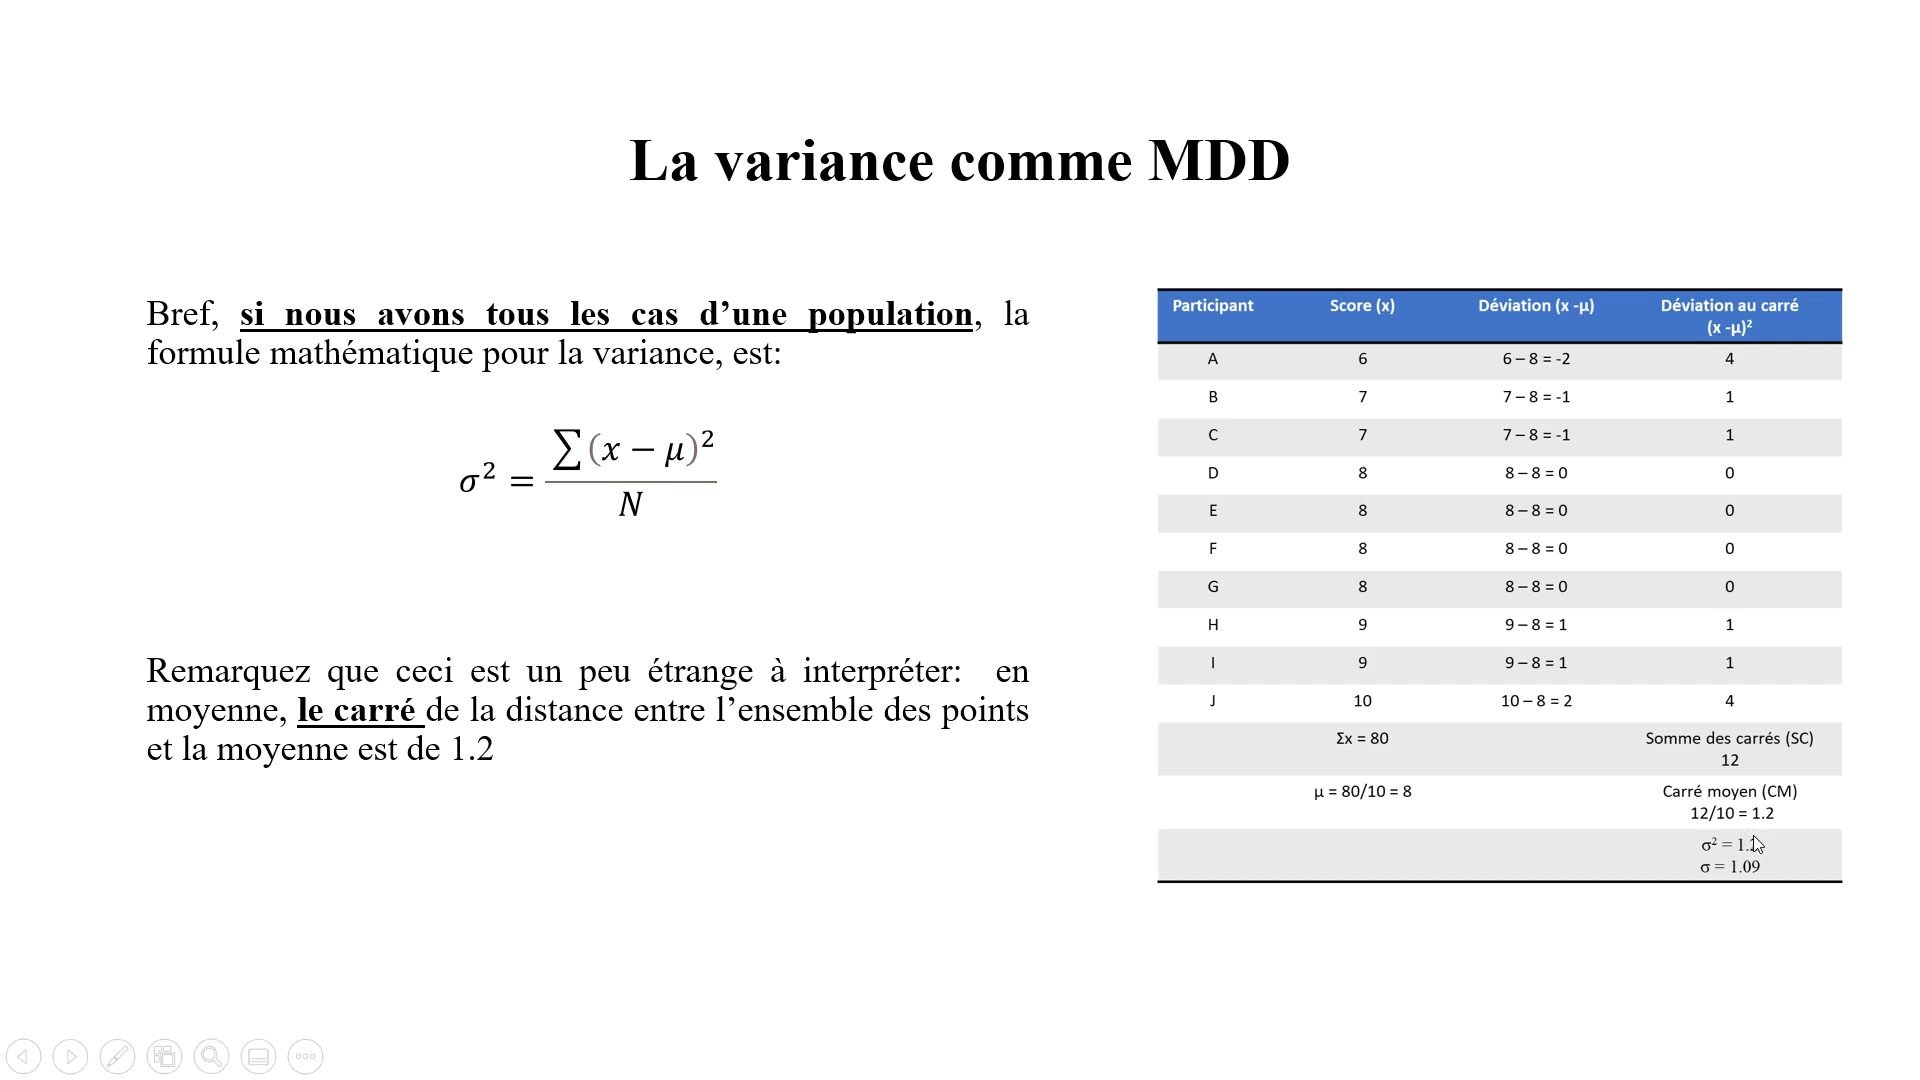 La variance comme MDD
Bref, si nous avons tous les cas d’une population, la
formule mathématique pour la variance, est:
σ² = ∑(x − μ)² / N
Remarquez que ceci est un peu étrange à interpréter: en
moyenne, le carré de la distance entre l’ensemble des points
et la moyenne est de 1.2
Participant Score (x) Déviation (x -μ) Déviation au carré
(x -μ)²
A 6 6 – 8 = -2 4
B 7 7 – 8 = -1 1
C 7 7 – 8 = -1 1
D 8 8 – 8 = 0 0
E 8 8 – 8 = 0 0
F 8 8 – 8 = 0 0
G 8 8 – 8 = 0 0
H 9 9 – 8 = 1 1
I 9 9 – 8 = 1 1
J 10 10 – 8 = 2 4
Σx = 80 Somme des carrés (SC)
12
μ = 80/10 = 8 Carré moyen (CM)
12/10 = 1.2
σ² = 1.2
σ = 1.09